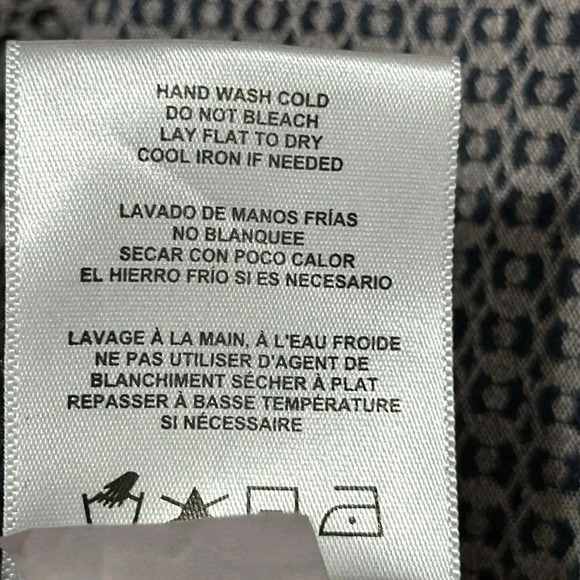 HAND WASH COLD
DO NOT BLEACH
LAY FLAT TO DRY
COOL IRON IF NEEDED
LAVADO DE MANOS FRÍAS
NO BLANQUEE
SECAR CON POCO CALOR
EL HIERRO FRÍO SI ES NECESARIO
LAVAGE À LA MAIN, À L'EAU FROIDE
NE PAS UTILISER D'AGENT DE
BLANCHIMENT SÉCHER À PLAT
REPASSER À BASSE TEMPÉRATURE
SI NÉCESSAIRE